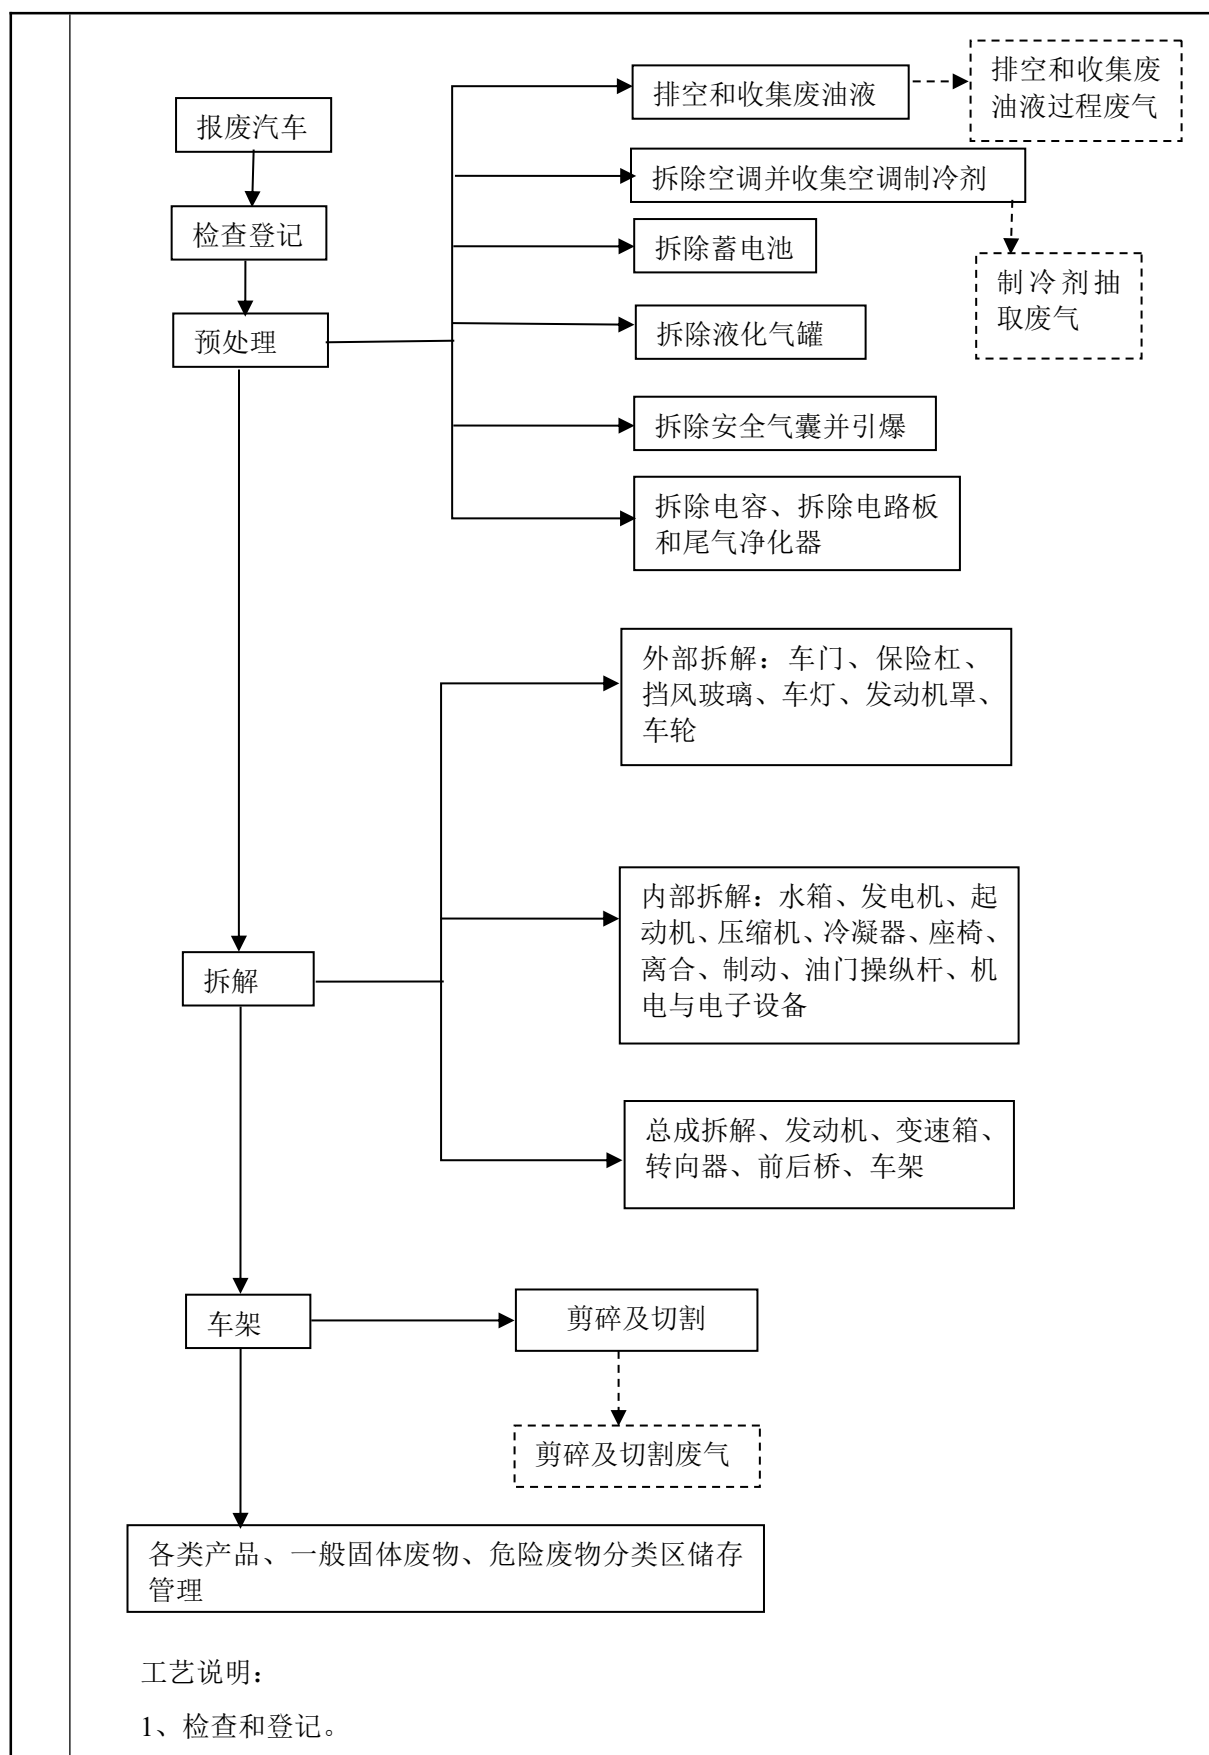 报废汽车
检查登记
预处理
排空和收集废油液
排空和收集废
油液过程废气
拆除空调并收集空调制冷剂
制冷剂抽
取废气
拆除蓄电池
拆除液化气罐
拆除安全气囊并引爆
拆除电容、拆除电路板
和尾气净化器
拆解
外部拆解：车门、保险杠、
挡风玻璃、车灯、发动机罩、
车轮
内部拆解：水箱、发电机、起
动机、压缩机、冷凝器、座椅、
离合、制动、油门操纵杆、机
电与电子设备
总成拆解、发动机、变速箱、
转向器、前后桥、车架
车架
剪碎及切割
剪碎及切割废气
各类产品、一般固体废物、危险废物分类区储存
管理
工艺说明：
1、检查和登记。